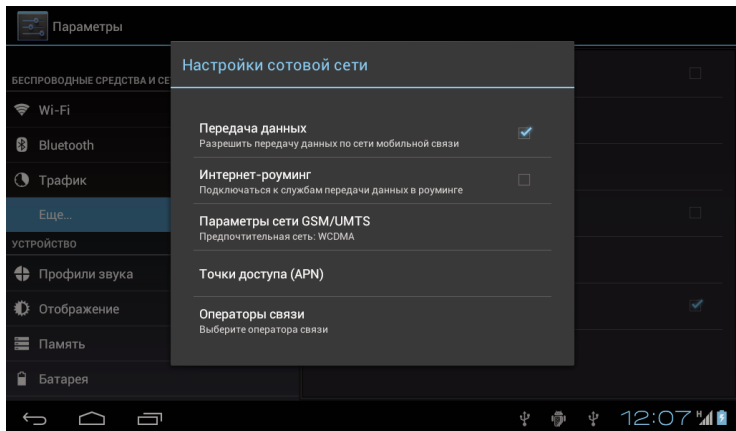 Параметры
БЕСПРОВОДНЫЕ СРЕДСТВА И СЕ
Wi-Fi
Bluetooth
Трафик
Еще...
УСТРОЙСТВО
Профили звука
Отображение
Память
Батарея
Настройки сотовой сети
Передача данных
Разрешить передачу данных по сети мобильной связи
Интернет-роуминг
Подключаться к службам передачи данных в роуминге
Параметры сети GSM/UMTS
Предпочтительная сеть: WCDMA
Точки доступа (APN)
Операторы связи
Выберите оператора связи
12:07 H